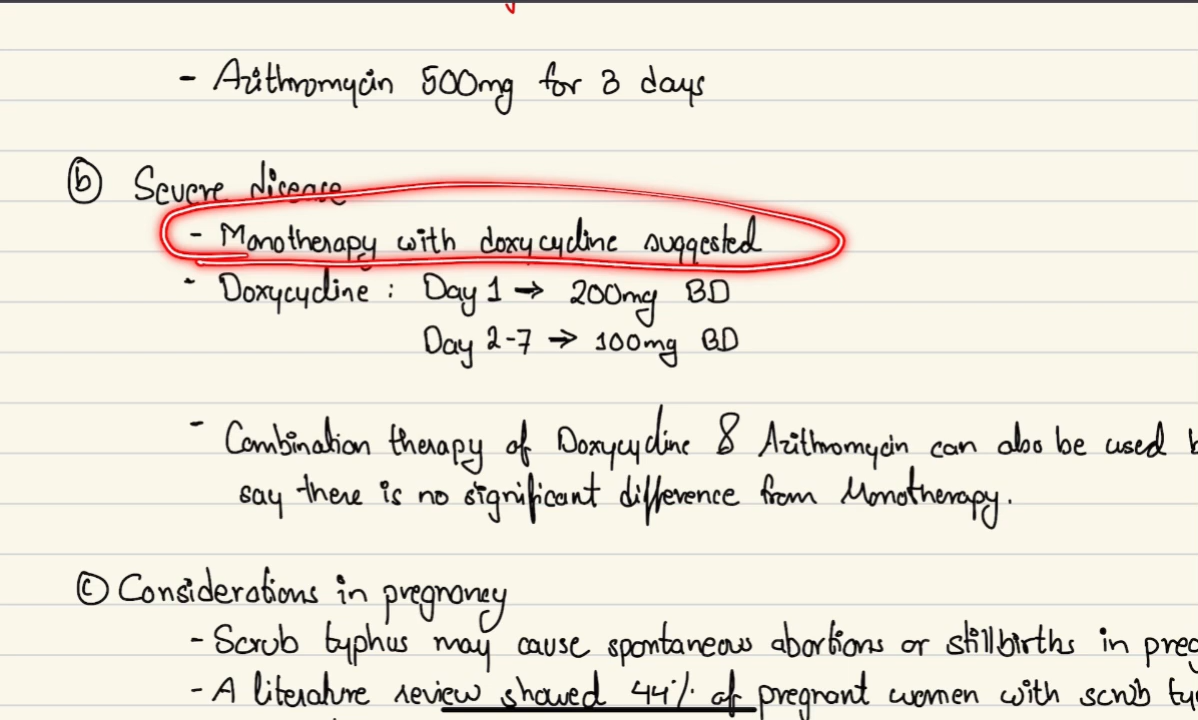 - Azithromycin 500mg for 3 days
ⓑ Severe disease
- Monotherapy with doxycycline suggested
- Doxycycline : Day 1 → 200mg BD
Day 2-7 → 100mg BD
- Combination therapy of Doxycycline & Azithromycin can also be used
say there is no significant difference from Monotherapy.
ⓒ Considerations in pregnancy
- Scrub typhus may cause spontaneous abortions or stillbirths in
- A literature review showed 44% of pregnant women with scrub